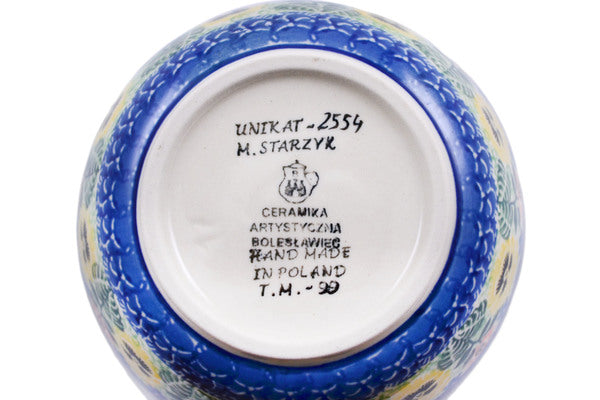 UNIKAT-2554
M. STARZYK
CERAMIKA
ARTYSTYCZNA
BOLESŁAWIEC
HAND MADE
IN POLAND
T.M.-99